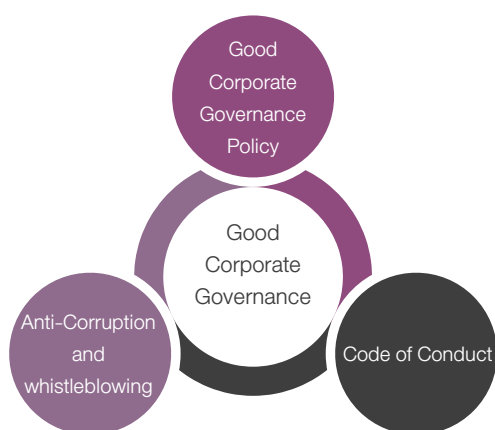 Good
Corporate
Governance
Policy
Good
Corporate
Governance
Anti-Corruption
and
whistleblowing
Code of Conduct